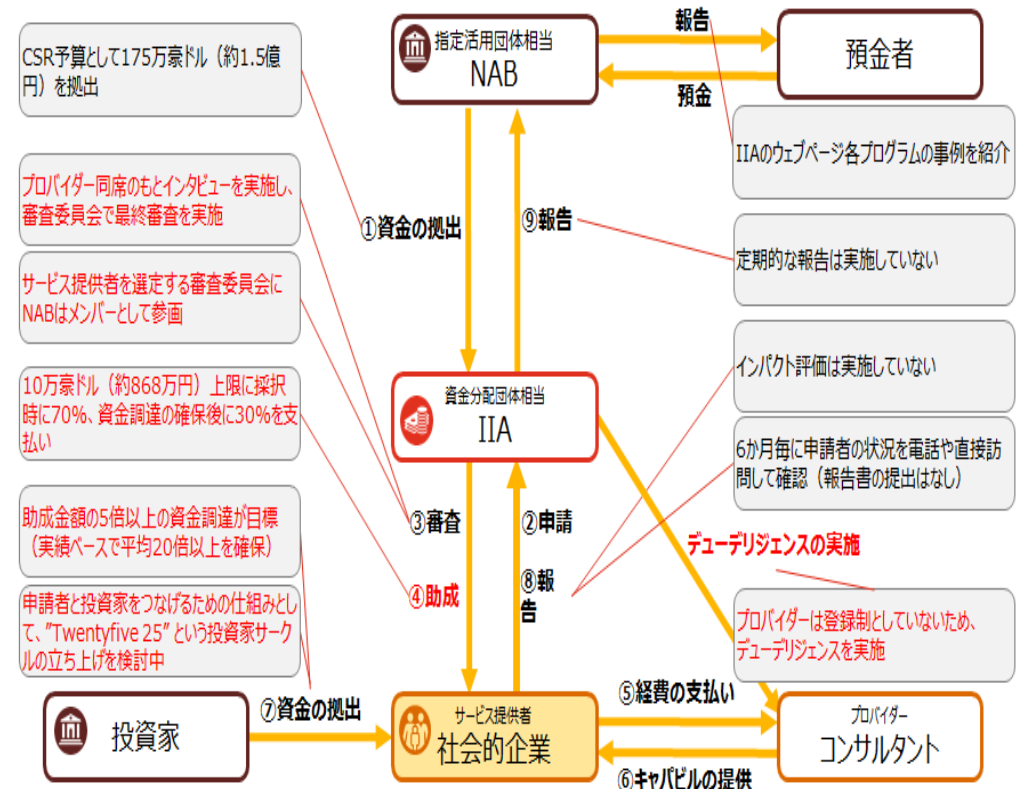 指定活用団体相当
NAB
報告
預金
預金者
CSR予算として175万豪ドル（約1.5億
円）を拠出
プロバイダー同席のもとインタビューを実施し、
審査委員会で最終審査を実施
サービス提供者を選定する審査委員会に
NABはメンバーとして参画
10万豪ドル（約868万円）上限に採択
時に70%、資金調達の確保後に30%を支
払い
助成金額の5倍以上の資金調達が目標
（実績ベースで平均20倍以上を確保）
申請者と投資家をつなげるための仕組みとし
て、”Twentyfive 25” という投資家サーク
ルの立ち上げを検討中
①資金の拠出
⑨報告
IIAのウェブページ各プログラムの事例を紹介
定期的な報告は実施していない
インパクト評価は実施していない
6か月毎に申請者の状況を電話や直接訪
問して確認（報告書の提出はなし）
資金分配団体相当
IIA
③審査
②申請
④助成
⑧報
告
デューデリジェンスの実施
プロバイダーは登録制としていないため、
デューデリジェンスを実施
投資家
⑦資金の拠出
サービス提供者
社会的企業
⑤経費の支払い
⑥キャパビルの提供
プロバイダー
コンサルタント